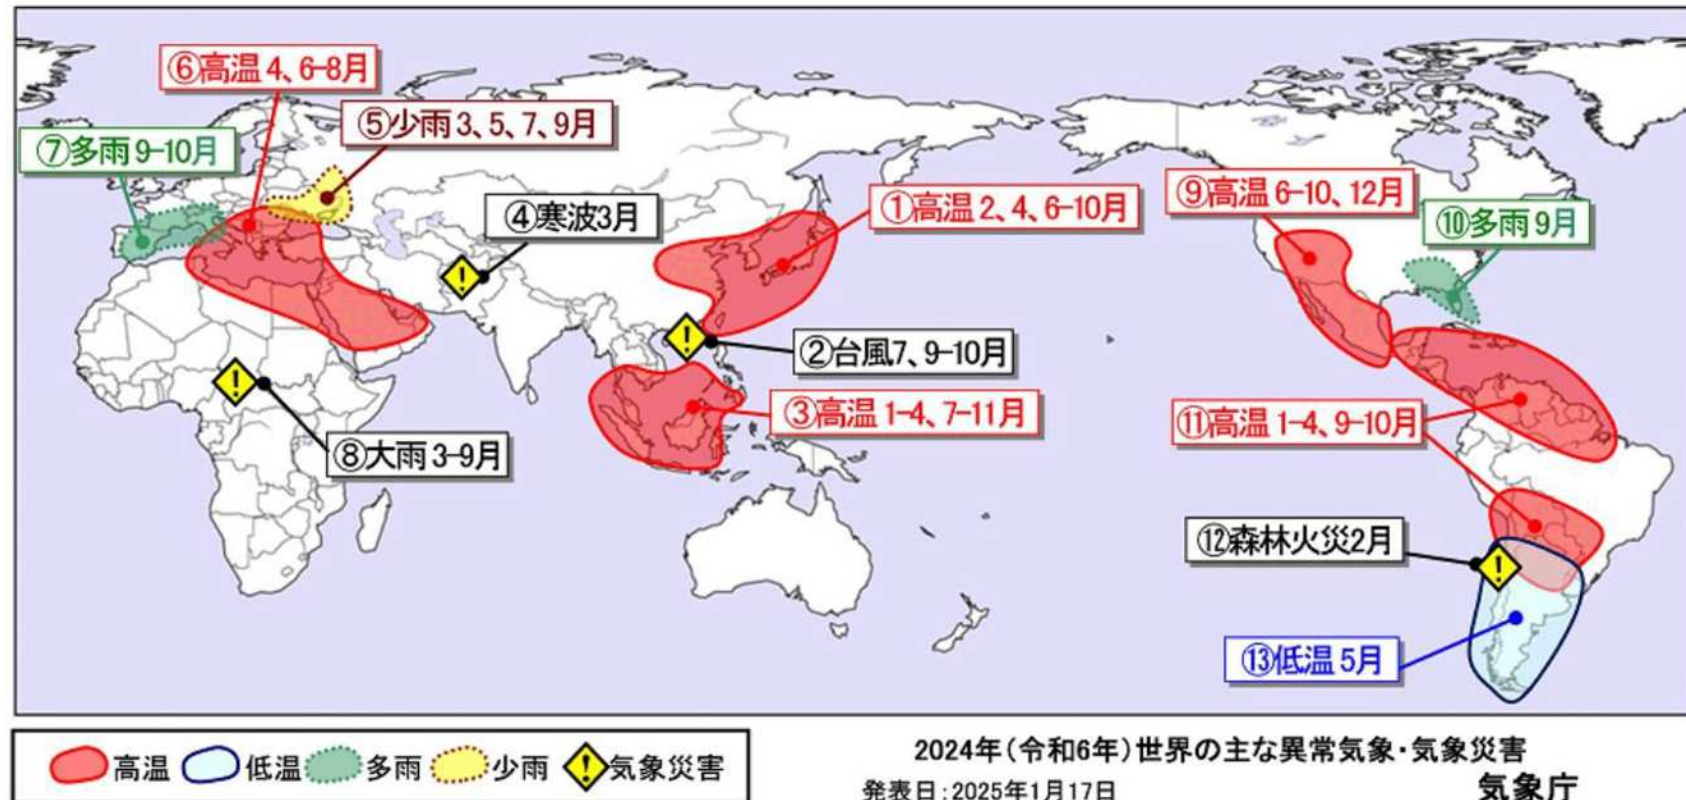 ⑥高温 4、6-8月
⑤少雨 3、5、7、9月
⑦多雨 9-10月
④寒波3月
①高温 2、4、6-10月
⑨高温 6-10、12月
⑩多雨 9月
②台風7、9-10月
③高温 1-4、7-11月
⑧大雨 3-9月
⑪高温 1-4、9-10月
⑫森林火災2月
⑬低温 5月
高温 低温 多雨 少雨 気象災害
2024年(令和6年)世界の主な異常気象・気象災害
発表日:2025年1月17日 気象庁